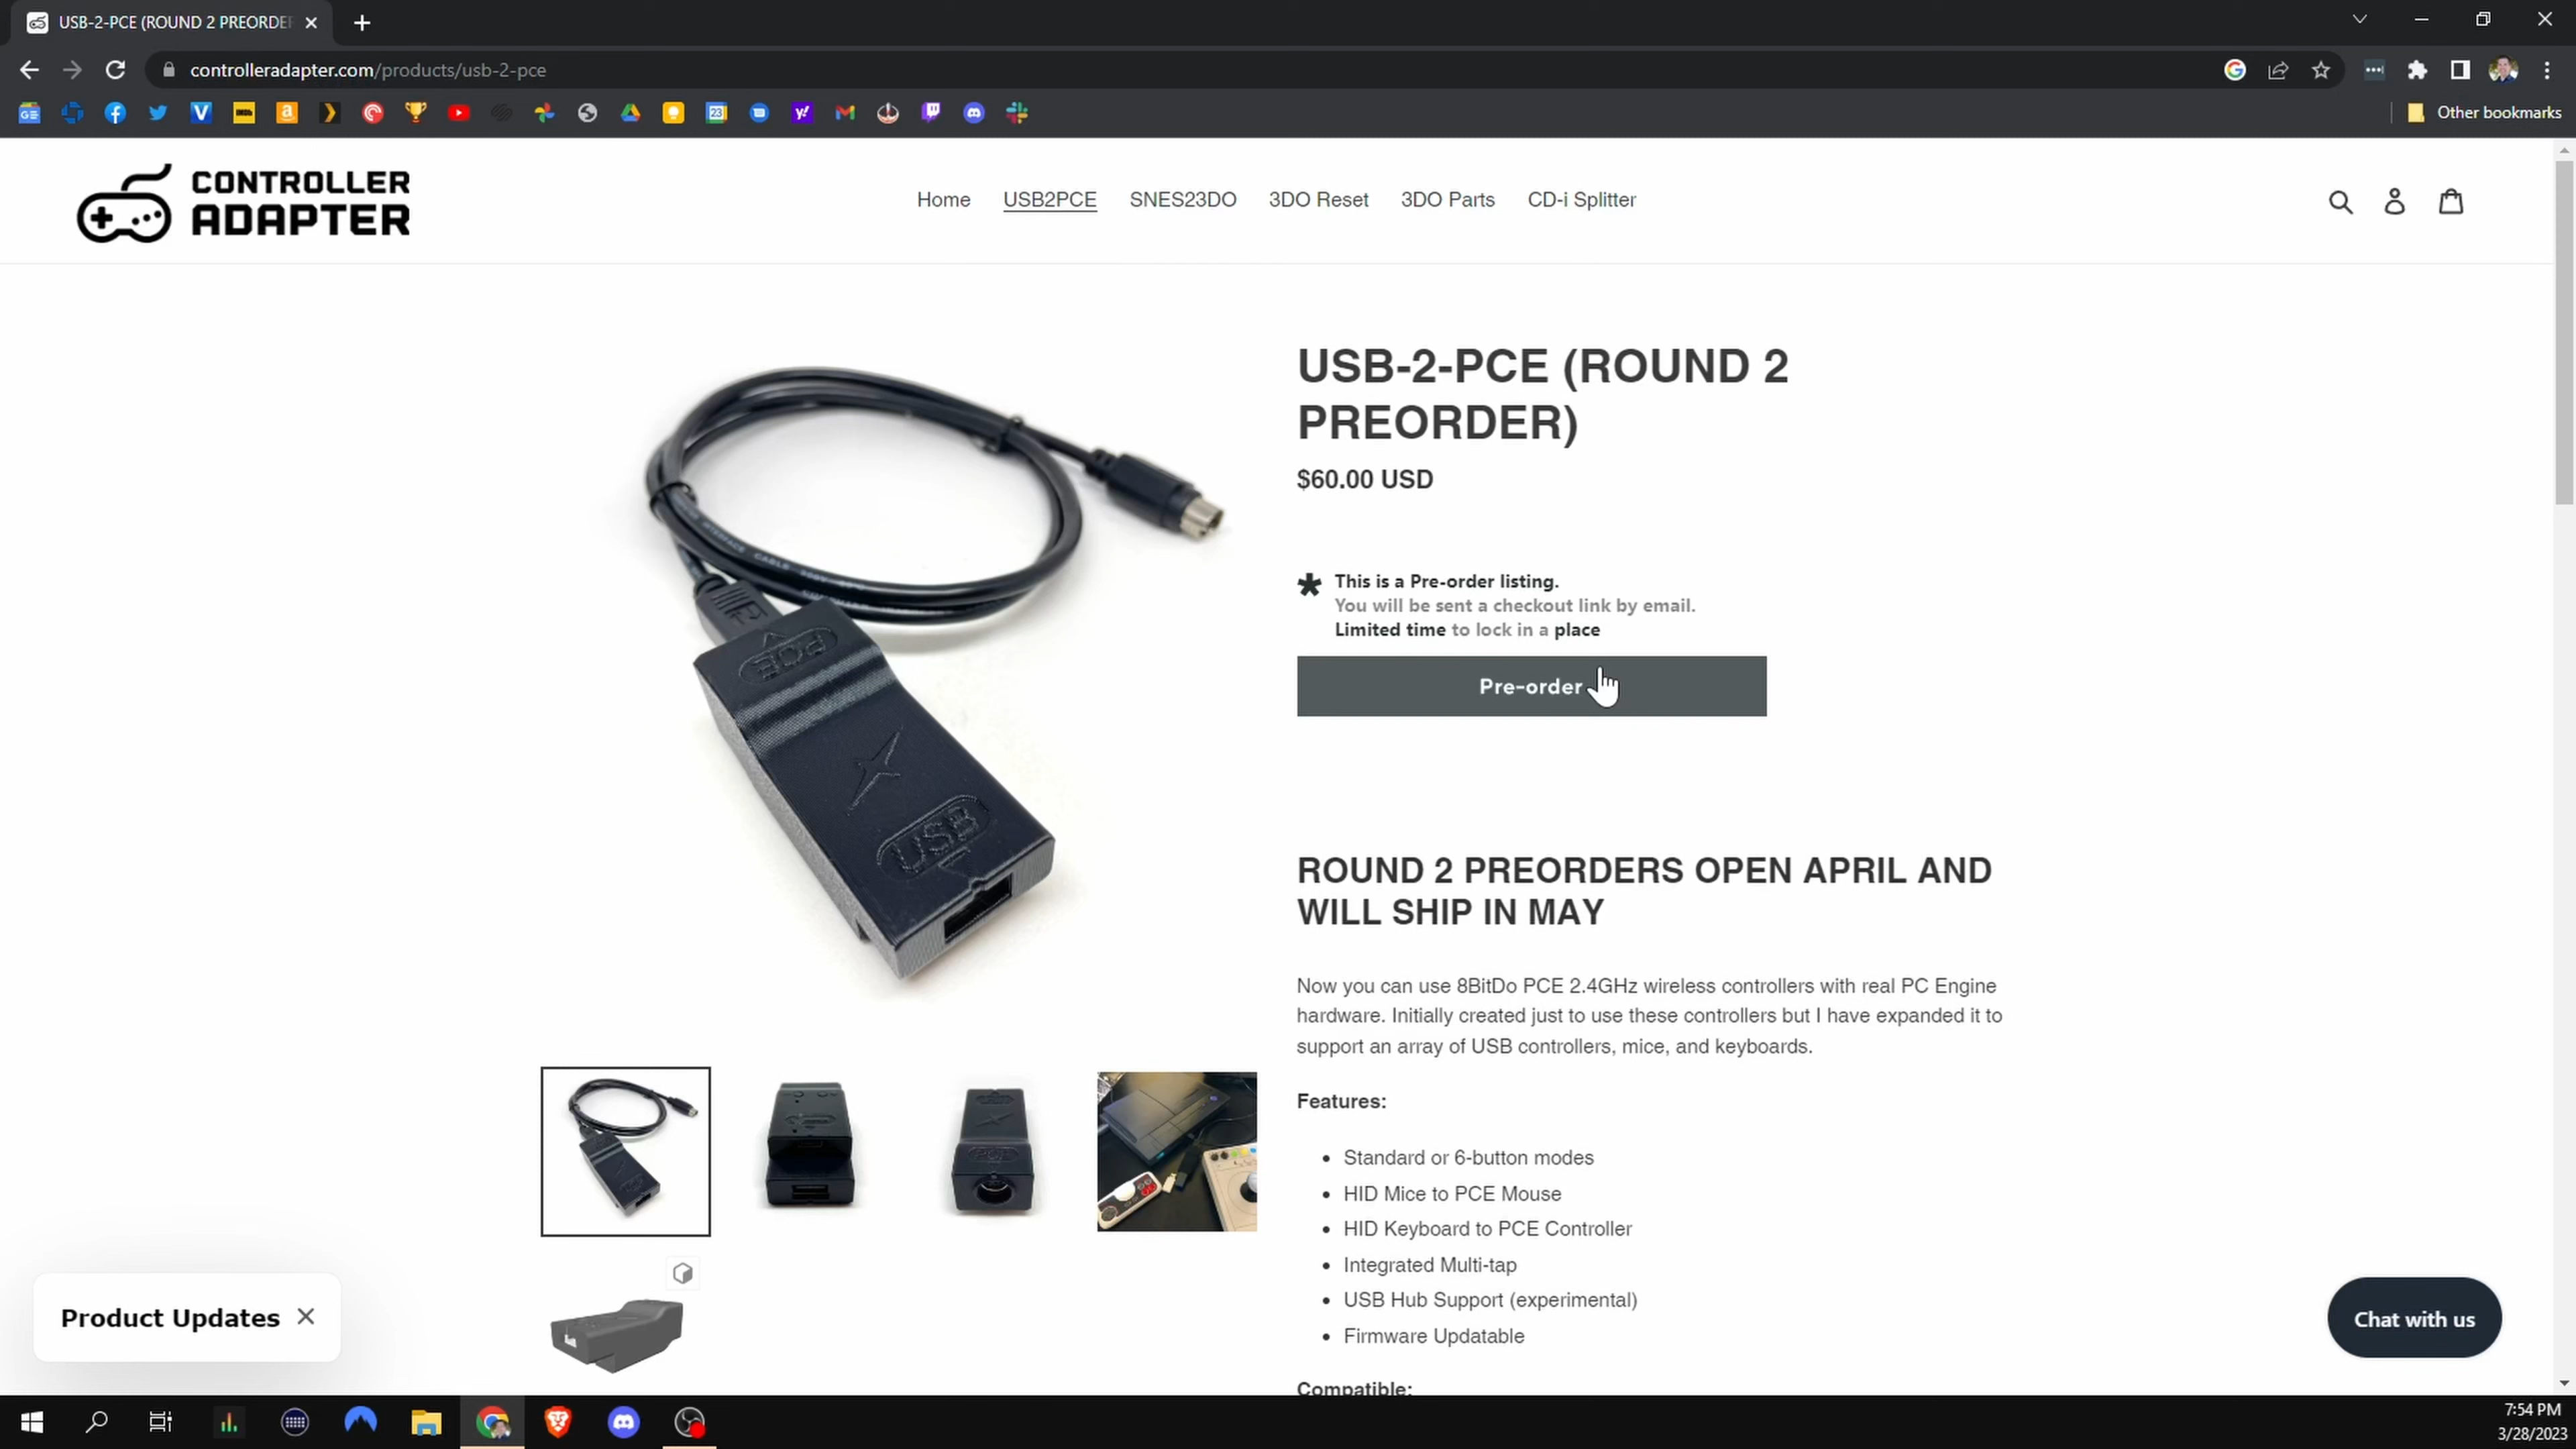 USB-2-PCE (ROUND 2 PREORDER
controlleradapter.com/products/usb-2-pce
Other bookmarks
CONTROLLER
ADAPTER
Home USB2PCE SNES23DO 3DO Reset 3DO Parts CD-i Splitter
USB-2-PCE (ROUND 2
PREORDER)
$60.00 USD
* This is a Pre-order listing.
You will be sent a checkout link by email.
Limited time to lock in a place
Pre-order
PCE
USB
ROUND 2 PREORDERS OPEN APRIL AND
WILL SHIP IN MAY
Now you can use 8BitDo PCE 2.4GHz wireless controllers with real PC Engine
hardware. Initially created just to use these controllers but I have expanded it to
support an array of USB controllers, mice, and keyboards.
Features:
• Standard or 6-button modes
• HID Mice to PCE Mouse
• HID Keyboard to PCE Controller
• Integrated Multi-tap
• USB Hub Support (experimental)
• Firmware Updatable
Compatible:
Product Updates
Chat with us
7:54 PM
3/28/2023